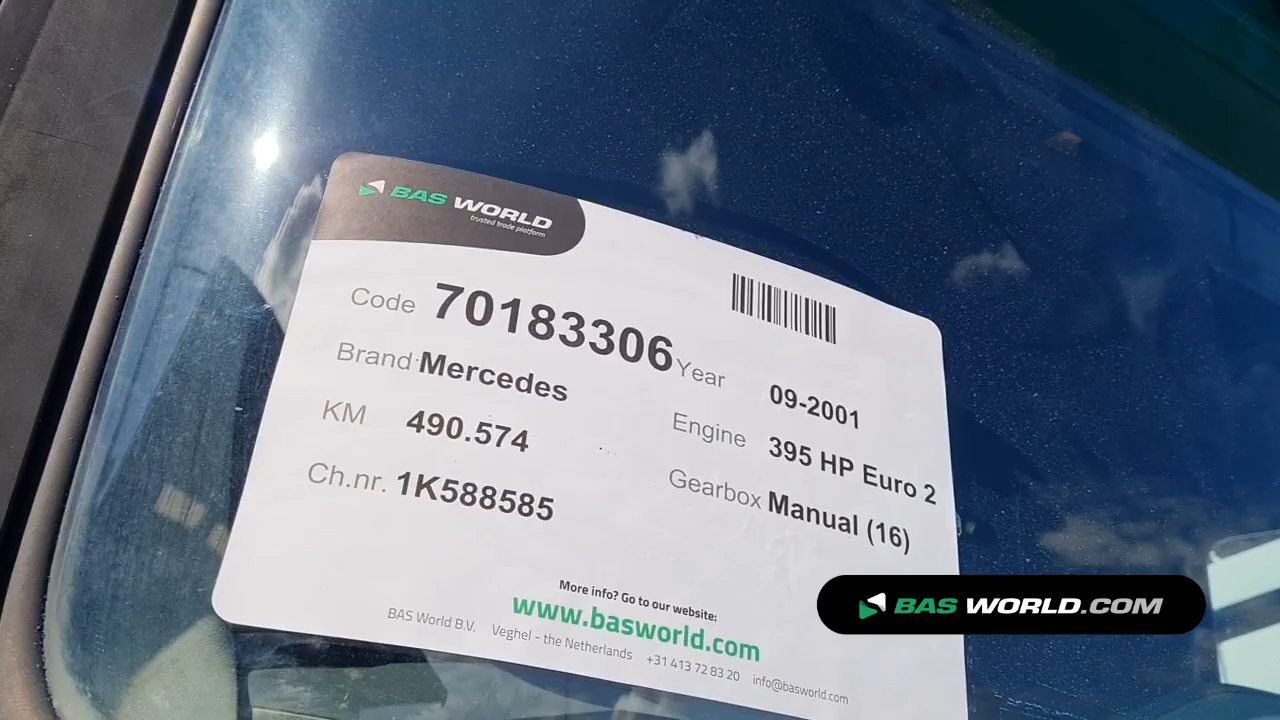 BAS WORLD
trusted trade platform
Code 70183306
Year 09-2001
Brand Mercedes
Engine 395 HP Euro 2
KM 490.574
Gearbox Manual (16)
Ch.nr. 1K588585
More info? Go to our website:
www.basworld.com
BAS World B.V. Veghel - the Netherlands +31 413 72 83 20 info@basworld.com
BAS WORLD.COM